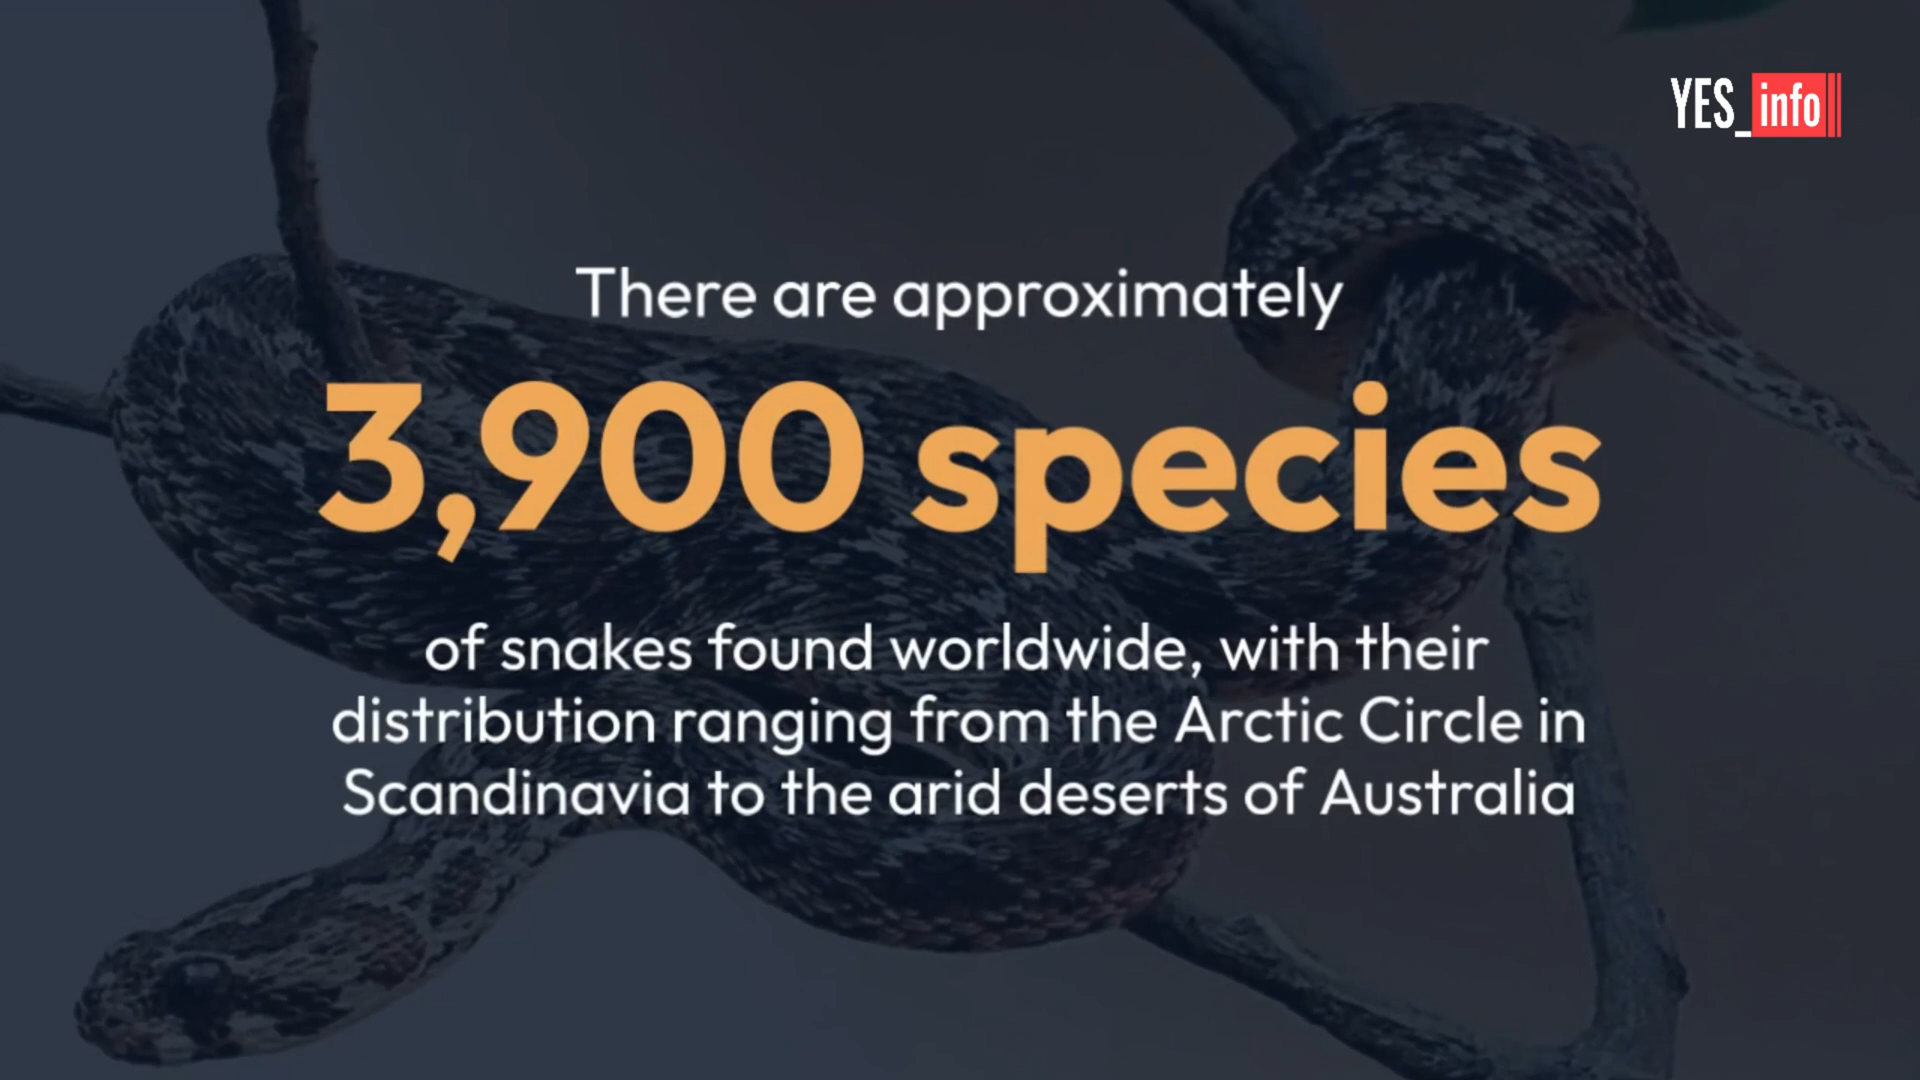 YES_info
There are approximately
3,900 species
of snakes found worldwide, with their
distribution ranging from the Arctic Circle in
Scandinavia to the arid deserts of Australia